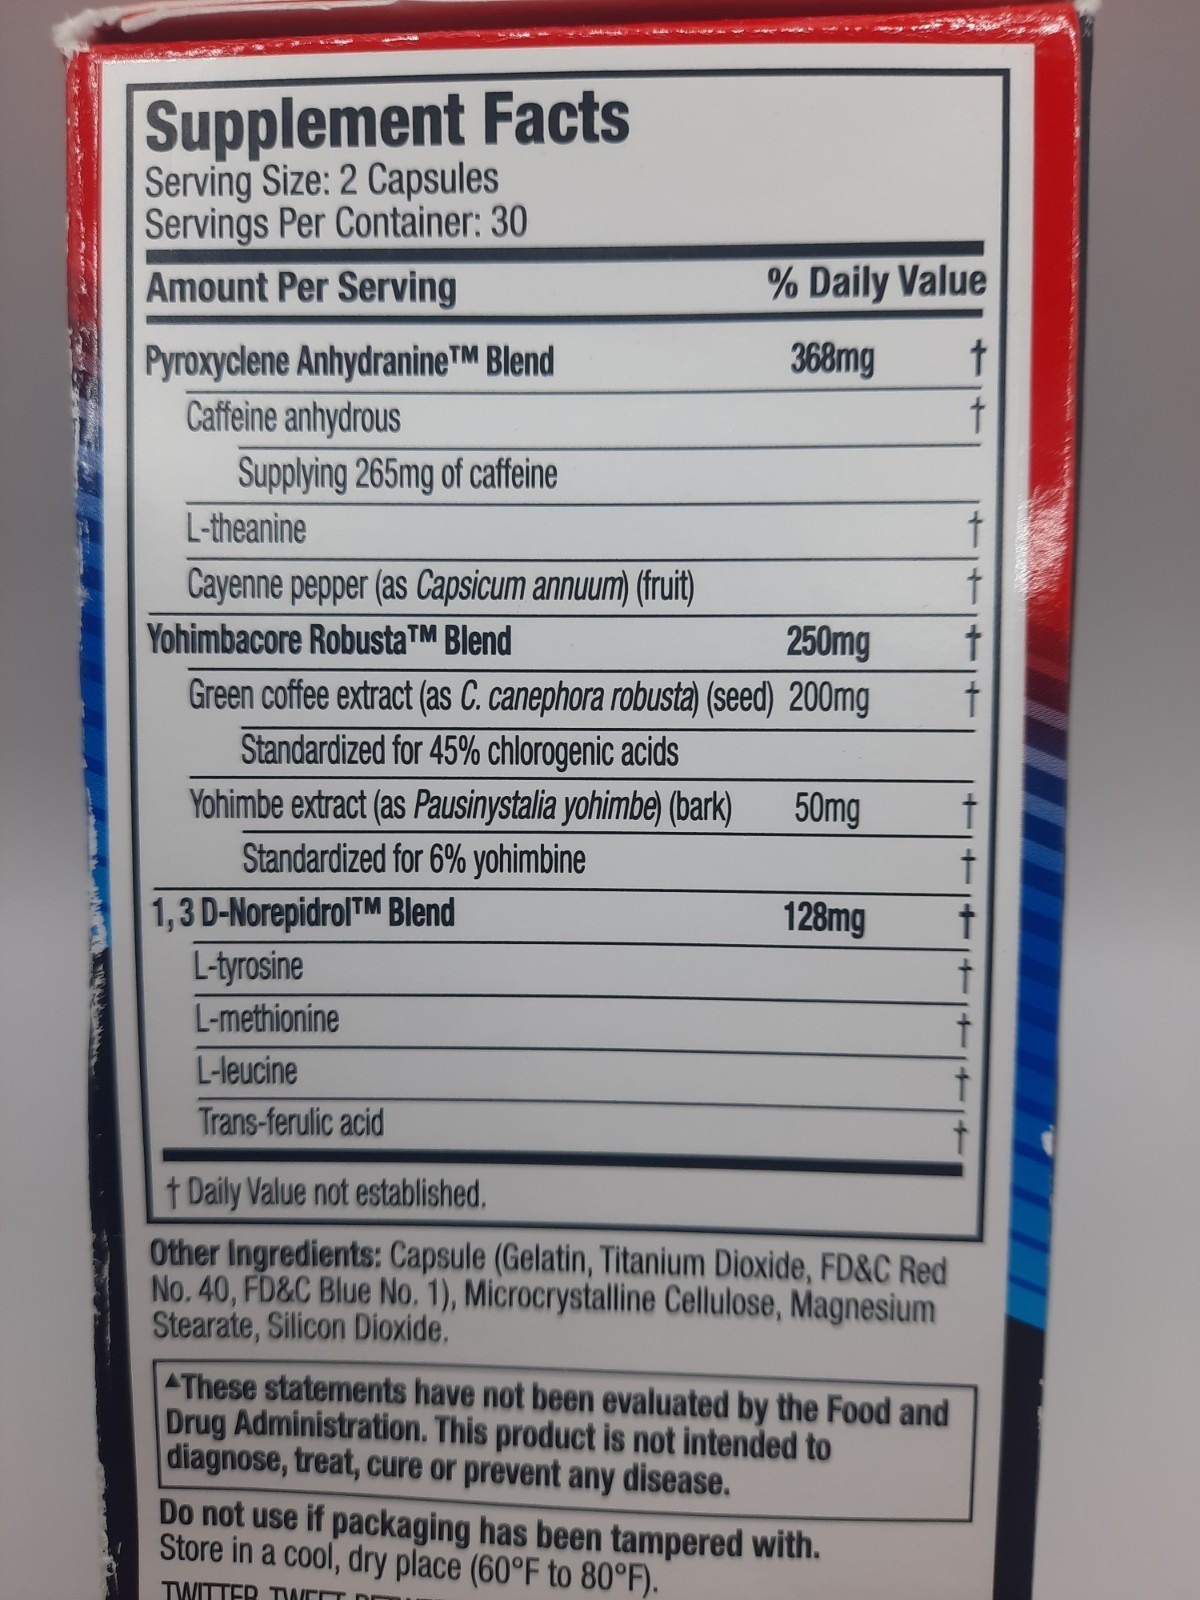 Supplement Facts
Serving Size: 2 Capsules
Servings Per Container: 30
Amount Per Serving % Daily Value
Pyroxyclene Anhydranine™ Blend 368mg †
Caffeine anhydrous †
Supplying 265mg of caffeine
L-theanine †
Cayenne pepper (as Capsicum annuum) (fruit) †
Yohimbacore Robusta™ Blend 250mg †
Green coffee extract (as C. canephora robusta) (seed) 200mg †
Standardized for 45% chlorogenic acids
Yohimbe extract (as Pausinystalia yohimbe) (bark) 50mg †
Standardized for 6% yohimbine †
1, 3 D-Norepidrol™ Blend 128mg †
L-tyrosine †
L-methionine †
L-leucine †
Trans-ferulic acid †
† Daily Value not established.
Other Ingredients: Capsule (Gelatin, Titanium Dioxide, FD&C Red
No. 40, FD&C Blue No. 1), Microcrystalline Cellulose, Magnesium
Stearate, Silicon Dioxide.
▲These statements have not been evaluated by the Food and
Drug Administration. This product is not intended to
diagnose, treat, cure or prevent any disease.
Do not use if packaging has been tampered with.
Store in a cool, dry place (60°F to 80°F).
TWITTER TWEET